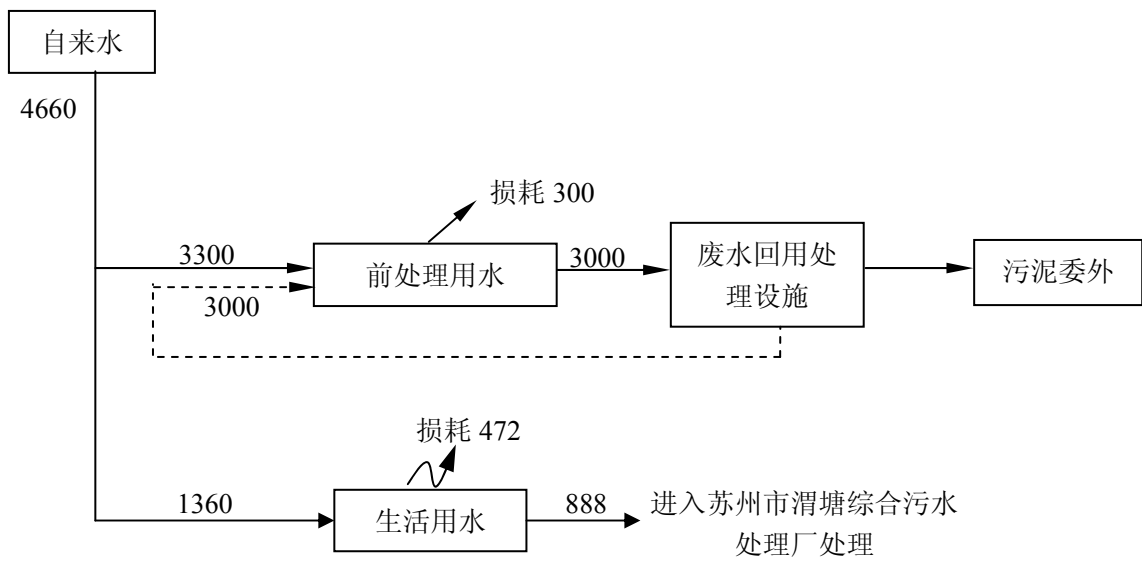 自来水
4660
损耗 300
3300
前处理用水
3000
废水回用处
理设施
污泥委外
3000
损耗 472
1360
生活用水
888
进入苏州市渭塘综合污水
处理厂处理